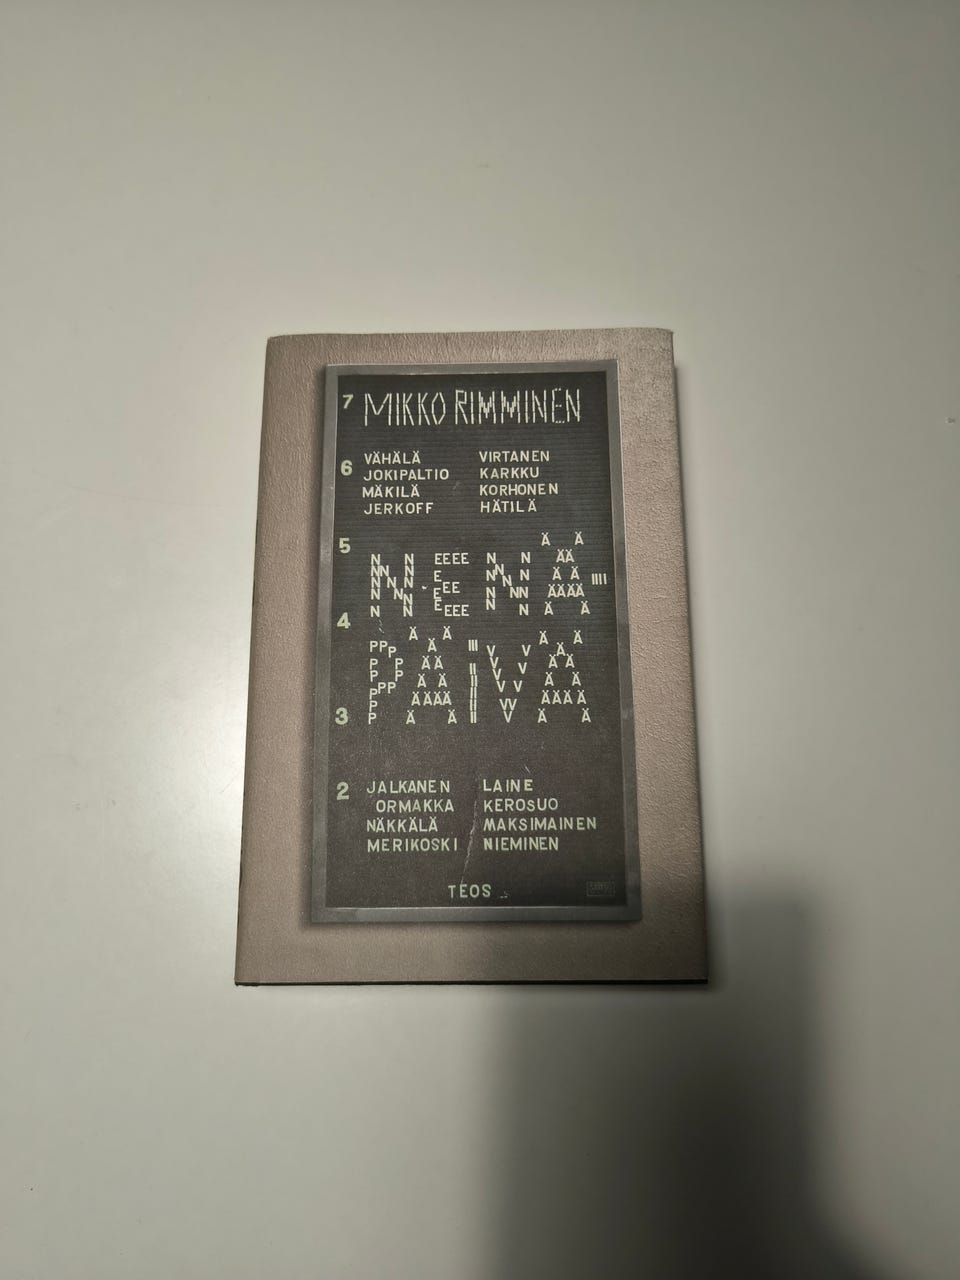 7 MIKKO RIMMINEN
6 VÄHÄLÄ VIRTANEN
JOKIPALTIO KARKKU
MÄKILÄ KORHONEN
JERKOFF HÄTILÄ
5
NENÄ-
4
PÄIVÄ
3
2 JALKANEN LAINE
ORMAKKA KEROSUO
NÄKKÄLÄ MAKSIMAINEN
MERIKOSKI NIEMINEN
TEOS